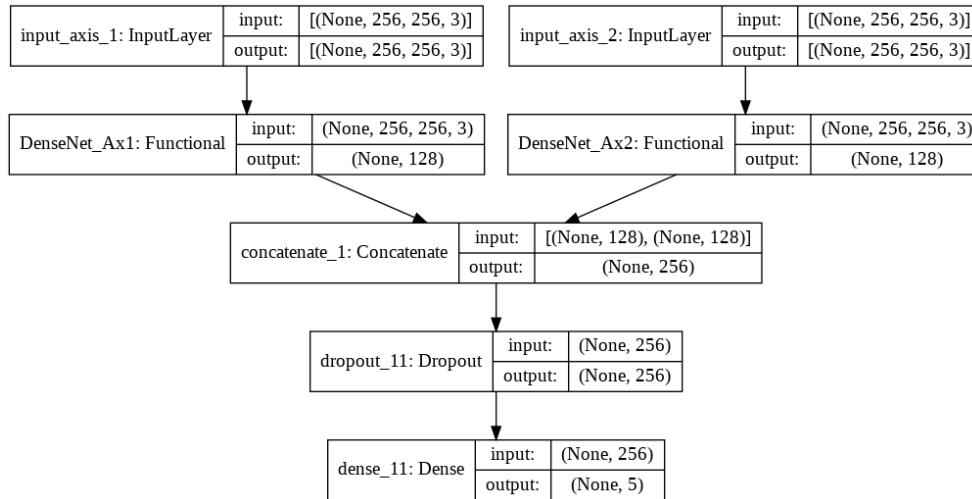 input_axis_1: InputLayer
input: [(None, 256, 256, 3)]
output: [(None, 256, 256, 3)]
input_axis_2: InputLayer
input: [(None, 256, 256, 3)]
output: [(None, 256, 256, 3)]
DenseNet_Ax1: Functional
input: (None, 256, 256, 3)
output: (None, 128)
DenseNet_Ax2: Functional
input: (None, 256, 256, 3)
output: (None, 128)
concatenate_1: Concatenate
input: [(None, 128), (None, 128)]
output: (None, 256)
dropout_11: Dropout
input: (None, 256)
output: (None, 256)
dense_11: Dense
input: (None, 256)
output: (None, 5)